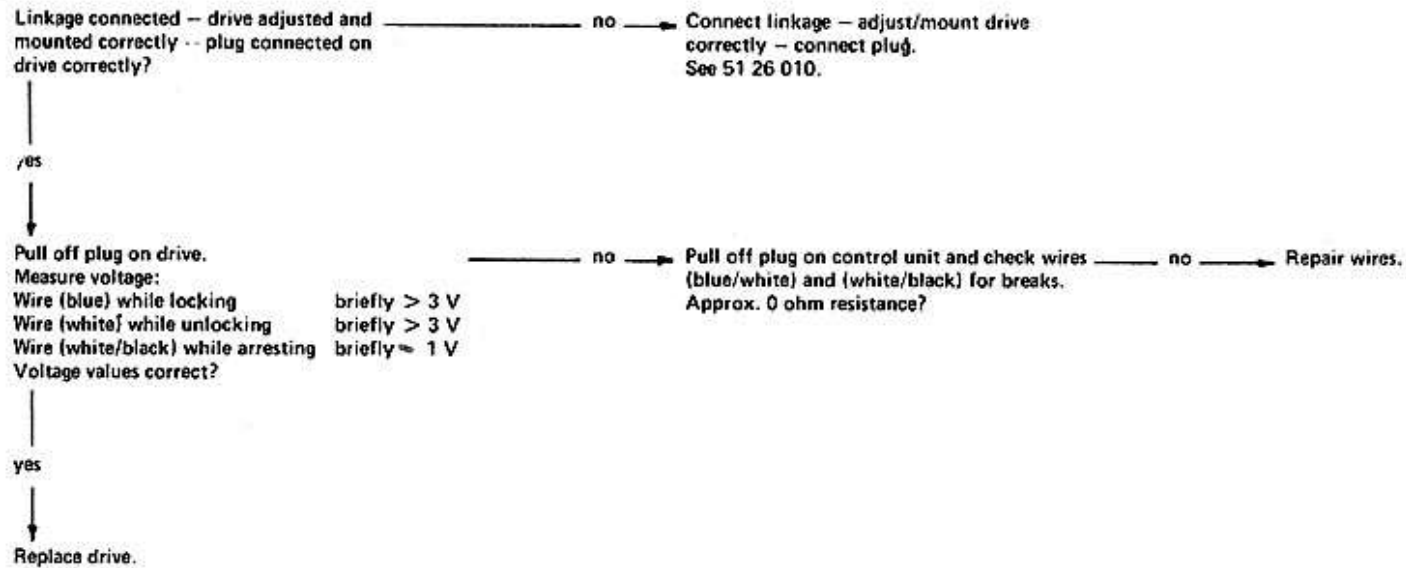 Linkage connected – drive adjusted and
mounted correctly -- plug connected on
drive correctly?
no
Connect linkage – adjust/mount drive
correctly – connect plug.
See 51 26 010.
yes
Pull off plug on drive.
Measure voltage:
Wire (blue) while locking briefly > 3 V
Wire (white) while unlocking briefly > 3 V
Wire (white/black) while arresting briefly ≈ 1 V
Voltage values correct?
no
Pull off plug on control unit and check wires
(blue/white) and (white/black) for breaks.
Approx. 0 ohm resistance?
no
Repair wires.
yes
Replace drive.